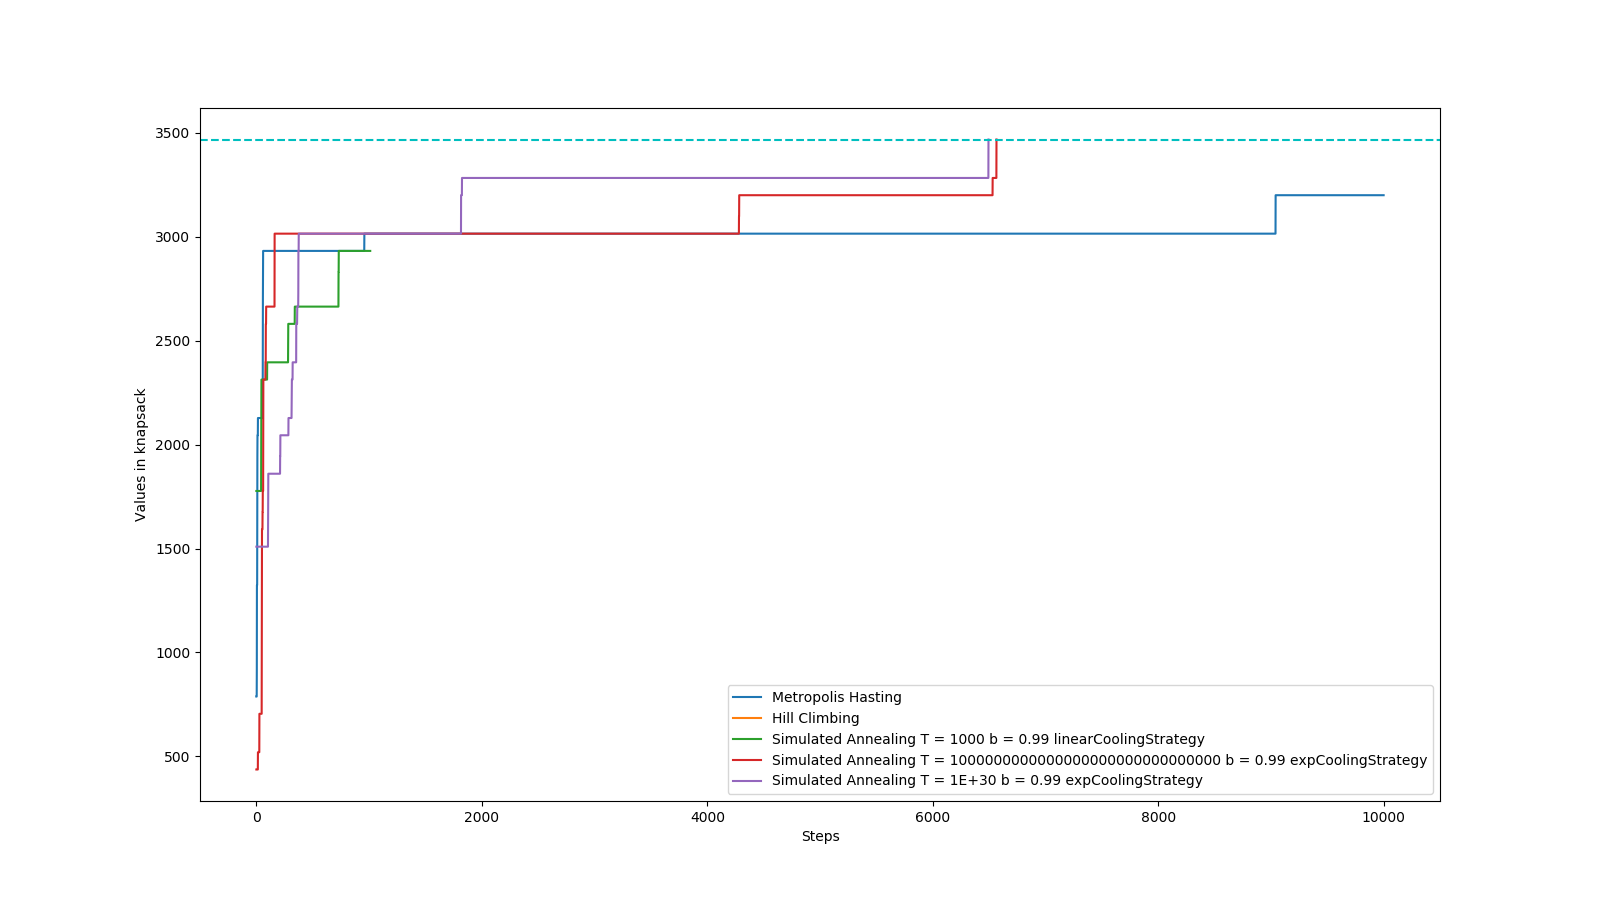 3500
3000
2500
2000
1500
1000
500
Values in knapsack
Metropolis Hasting
Hill Climbing
Simulated Annealing T = 1000 b = 0.99 linearCoolingStrategy
Simulated Annealing T = 1000000000000000000000000000000 b = 0.99 expCoolingStrategy
Simulated Annealing T = 1E+30 b = 0.99 expCoolingStrategy
0 2000 4000 6000 8000 10000
Steps